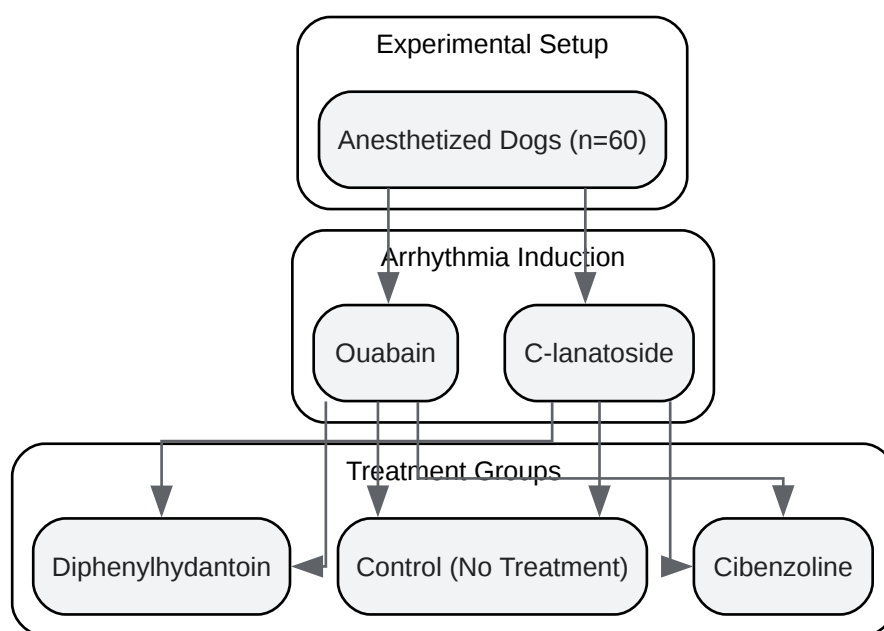 Experimental Setup
Anesthetized Dogs (n=60)
Arrhythmia Induction
Ouabain
C-lanatoside
Treatment Groups
Diphenylhydantoin
Control (No Treatment)
Cibenzoline